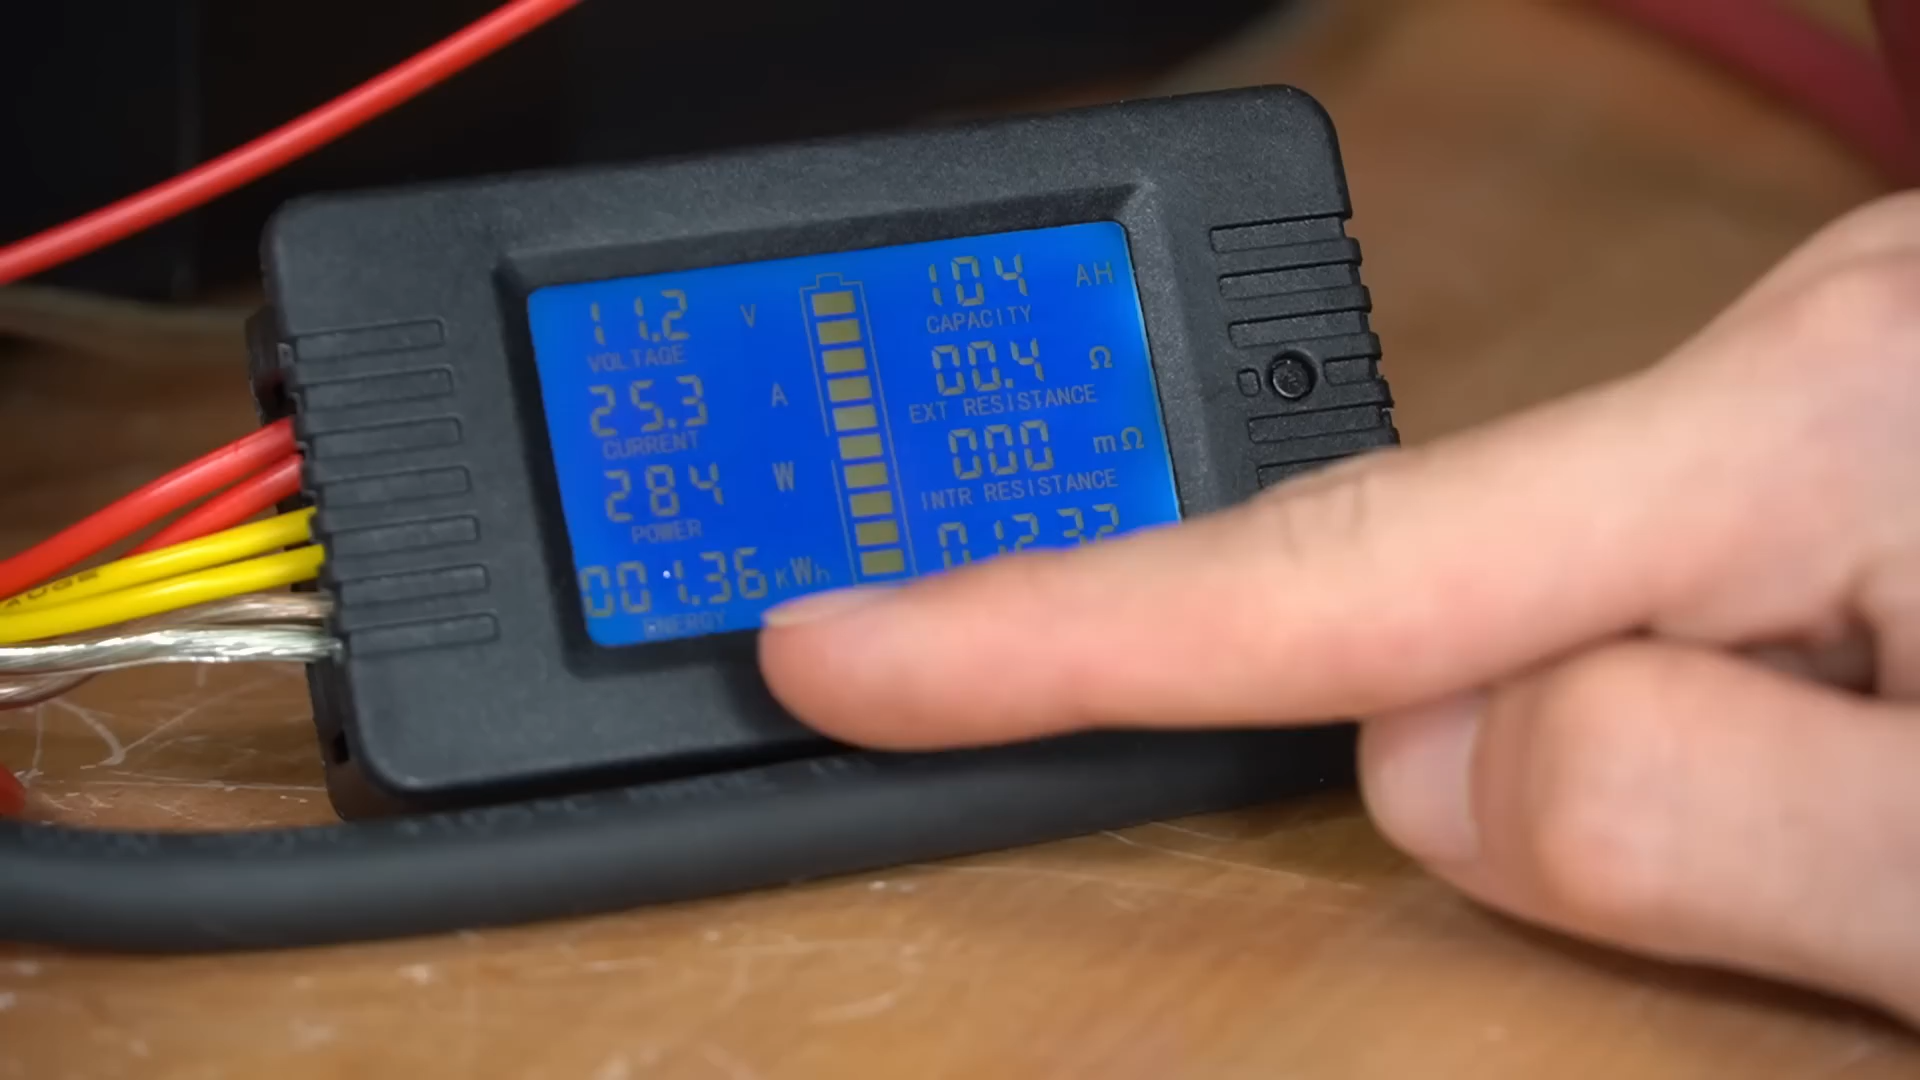 11.2 V
VOLTAGE
25.3 A
CURRENT
284 W
POWER
001.36 KWh
ENERGY
104 AH
CAPACITY
00.4 Ω
EXT RESISTANCE
000 mΩ
INTR RESISTANCE